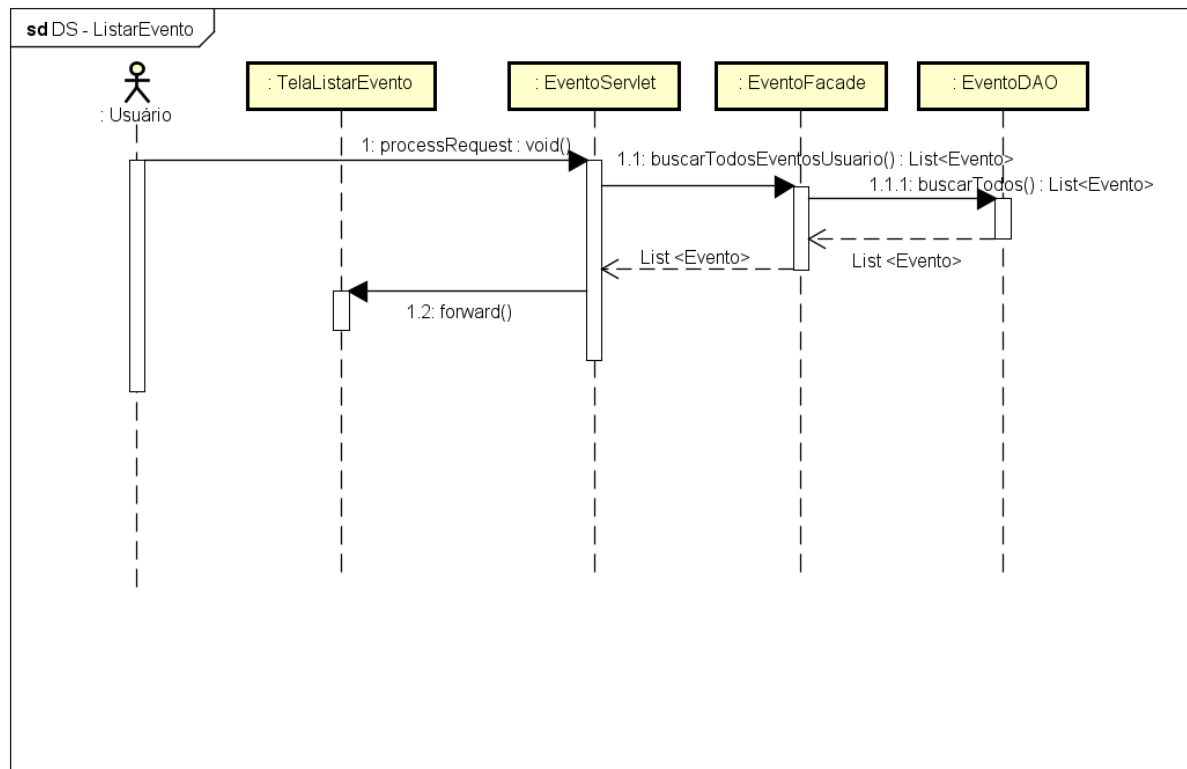 sd DS - ListarEvento
: Usuário
: TelaListarEvento
: EventoServlet
: EventoFacade
: EventoDAO
1: processRequest : void()
1.1: buscarTodosEventosUsuario() : List<Evento>
1.1.1: buscarTodos() : List<Evento>
List <Evento>
List <Evento>
1.2: forward()